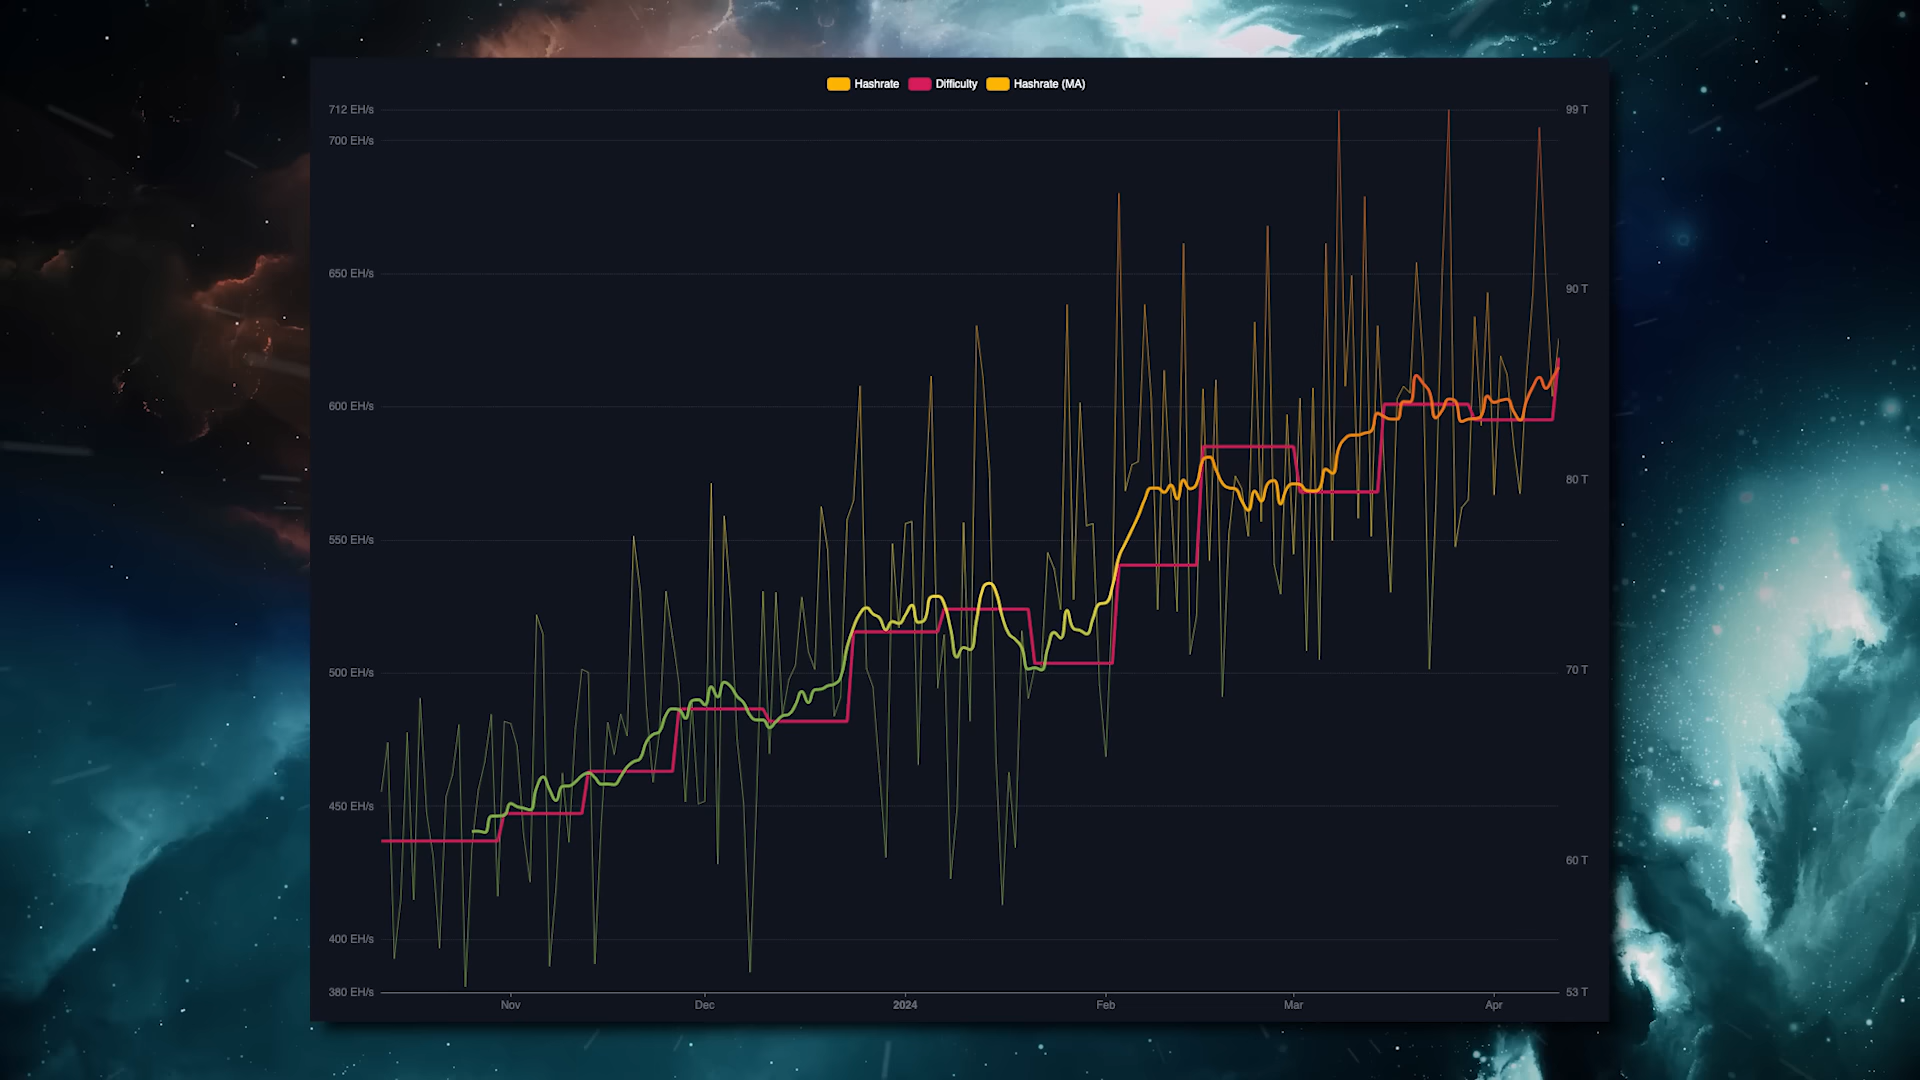 Hashrate Difficulty Hashrate (MA)
712 EH/s 99 T
700 EH/s
650 EH/s
90 T
600 EH/s
80 T
550 EH/s
500 EH/s 70 T
450 EH/s
60 T
400 EH/s
380 EH/s 53 T
Nov Dec 2024 Feb Mar Apr